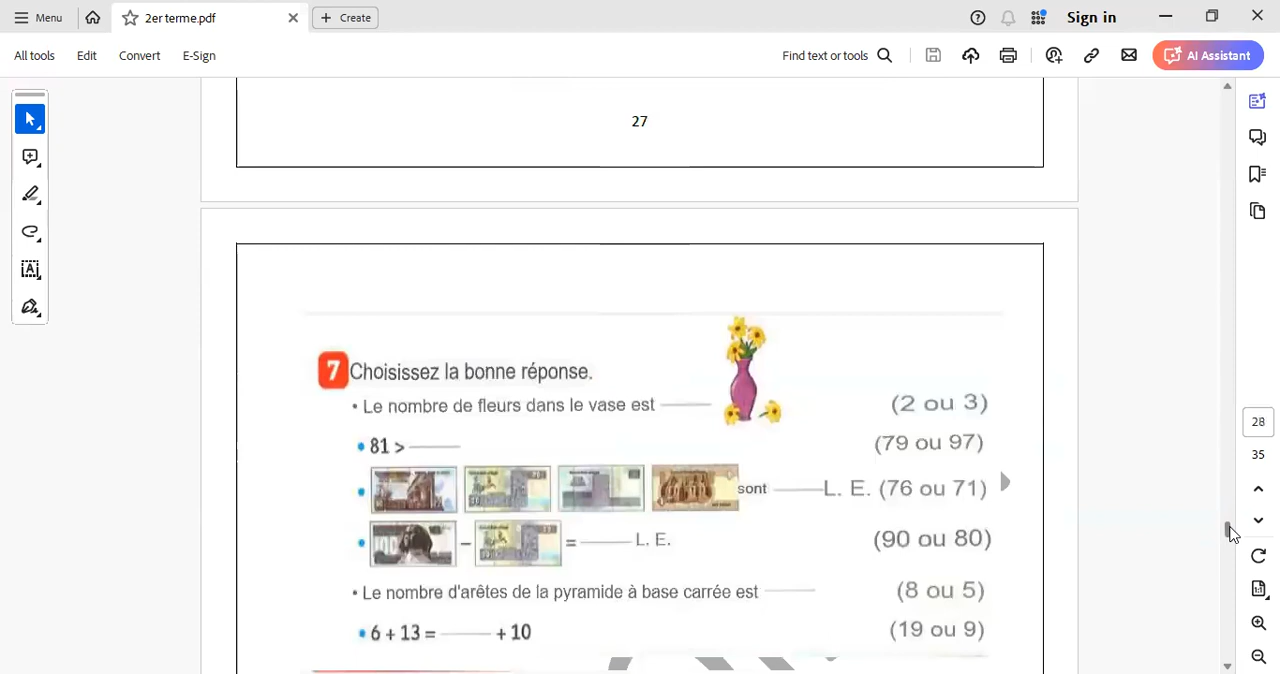 Menu
2er terme.pdf
Create
Sign in
All tools
Edit
Convert
E-Sign
Find text or tools
AI Assistant
27
7 Choisissez la bonne réponse.
• Le nombre de fleurs dans le vase est ——— (2 ou 3)
• 81 > ——— (79 ou 97)
• sont ——— L. E. (76 ou 71)
• – = ——— L. E. (90 ou 80)
• Le nombre d'arêtes de la pyramide à base carrée est ——— (8 ou 5)
• 6 + 13 = ——— + 10 (19 ou 9)
28
35